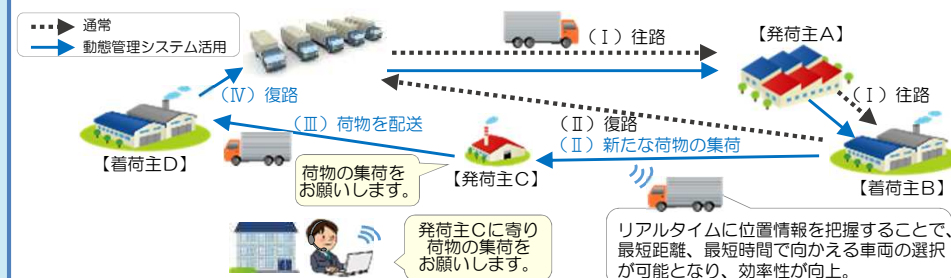 通常
動態管理システム活用
（Ⅰ）往路
【発荷主A】
（Ⅰ）往路
（Ⅳ）復路
（Ⅲ）荷物を配送
（Ⅱ）復路
（Ⅱ）新たな荷物の集荷
【着荷主D】
荷物の集荷を
お願いします。
【発荷主C】
【着荷主B】
発荷主Cに寄り
荷物の集荷を
お願いします。
リアルタイムに位置情報を把握することで、
最短距離、最短時間で向かえる車両の選択
が可能となり、効率性が向上。